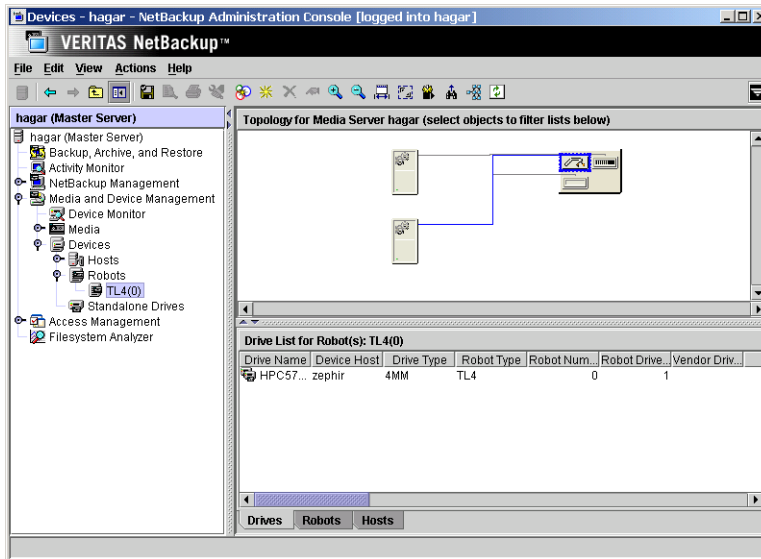 Devices - hagar - NetBackup Administration Console [logged into hagar]
VERITAS NetBackup™
File Edit View Actions Help
hagar (Master Server)
hagar (Master Server)
Backup, Archive, and Restore
Activity Monitor
NetBackup Management
Media and Device Management
Device Monitor
Media
Devices
Hosts
Robots
TL4(0)
Standalone Drives
Access Management
Filesystem Analyzer
Topology for Media Server hagar (select objects to filter lists below)
Drive List for Robot(s): TL4(0)
Drive Name Device Host Drive Type Robot Type Robot Num... Robot Drive... Vendor Driv...
HPC57... zephir 4MM TL4 0 1
Drives Robots Hosts